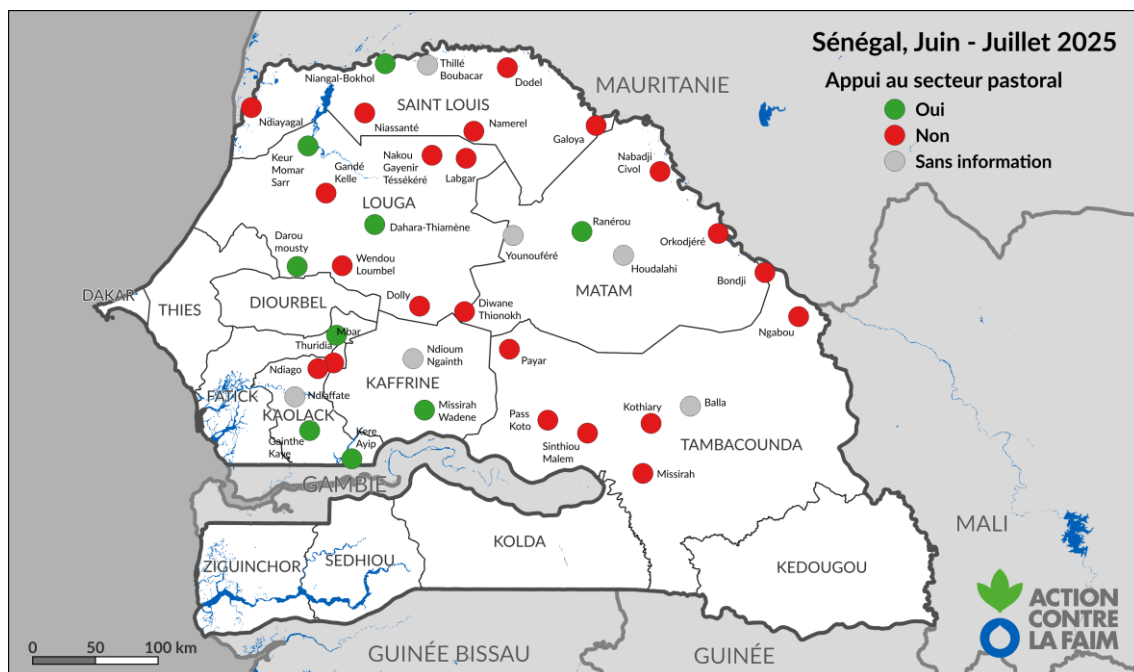 Sénégal, Juin - Juillet 2025
Appui au secteur pastoral
Oui
Non
Sans information
MAURITANIE
Niangal-Bokhol
Thillé
Boubacar
Dodel
SAINT LOUIS
Ndiayagal
Niassanté
Namerel
Galoya
Keur
Momar
Sarr
Gandé
Kelle
Nakou
Gayenir
Téssékéré
Labgar
Nabadji
Civol
LOUGA
Dahara-Thiamène
Ranérou
Orkodjéré
Younouféré
Houdalahi
Darou
mousty
Wendou
Loumbel
Bondji
MATAM
DAKAR
THIES
DIOURBEL
Dolly
Diwane
Thionokh
Ngabou
Mbar
Thuridia
Ndiago
Ndioum
Ngainth
Payar
KAFFRINE
FATICK
Ndiaffate
KAOLACK
Missirah
Wadene
Pass
Koto
Kothiary
Balla
Gainthe
Kaye
Kere
Ayip
Sinthiou
Malem
TAMBACOUNDA
Missirah
GAMBIE
MALI
KOLDA
ZIGUINCHOR
SEDHIOU
KEDOUGOU
ACTION
CONTRE
LA FAIM
0 50 100 km
GUINÉE BISSAU
GUINÉE